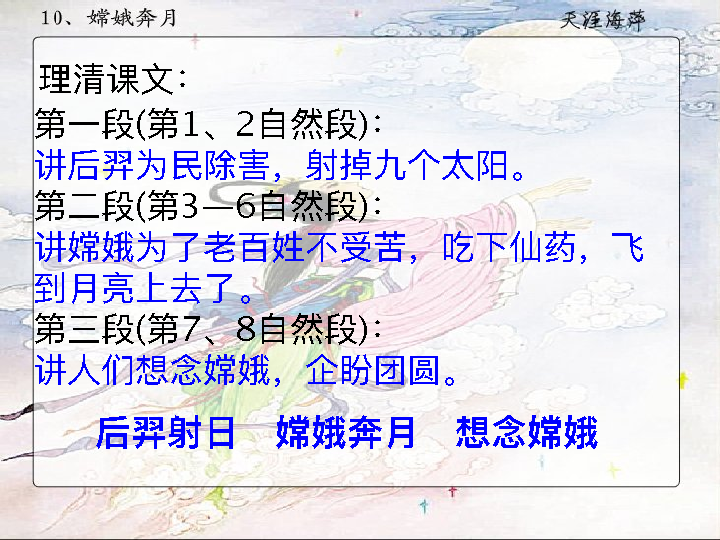 10、嫦娥奔月
天涯海萍
理清课文：
第一段(第1、2自然段)：
讲后羿为民除害，射掉九个太阳。
第二段(第3—6自然段)：
讲嫦娥为了老百姓不受苦，吃下仙药，飞
到月亮上去了。
第三段(第7、8自然段)：
讲人们想念嫦娥，企盼团圆。
后羿射日 嫦娥奔月 想念嫦娥